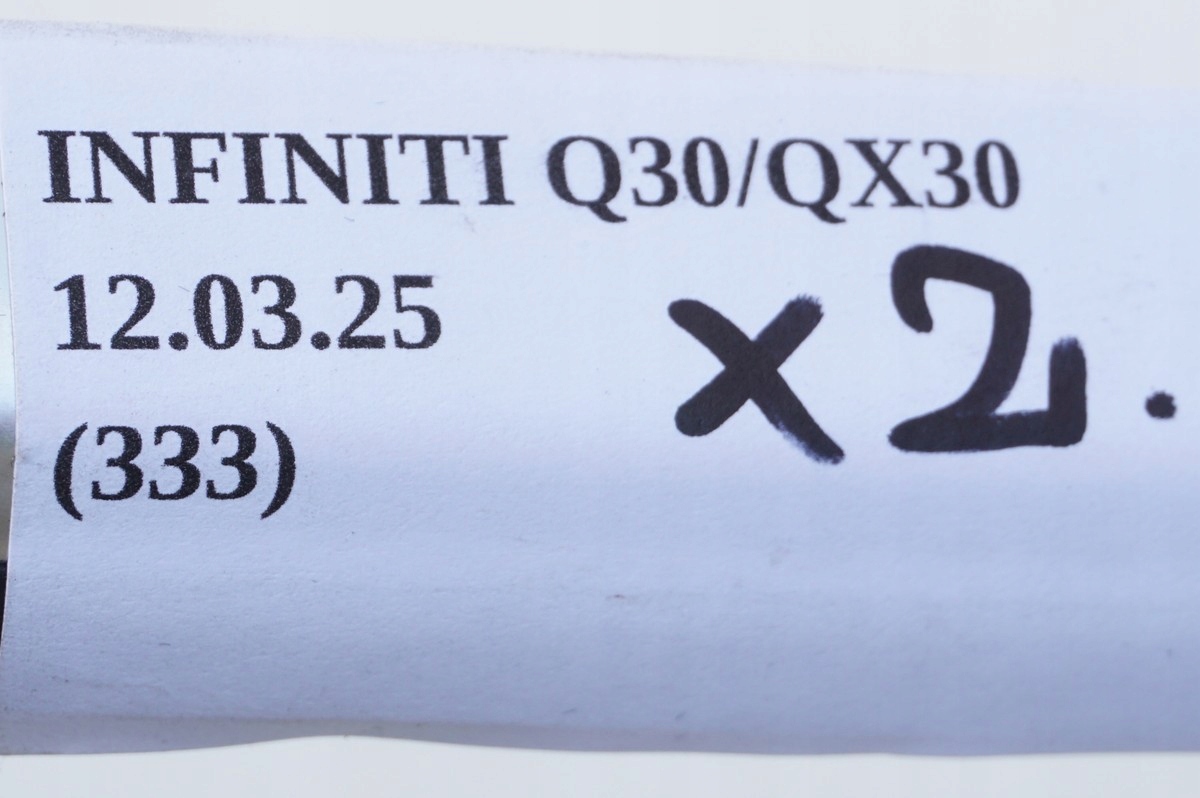 INFINITI Q30/QX30
12.03.25
x2.
(333)